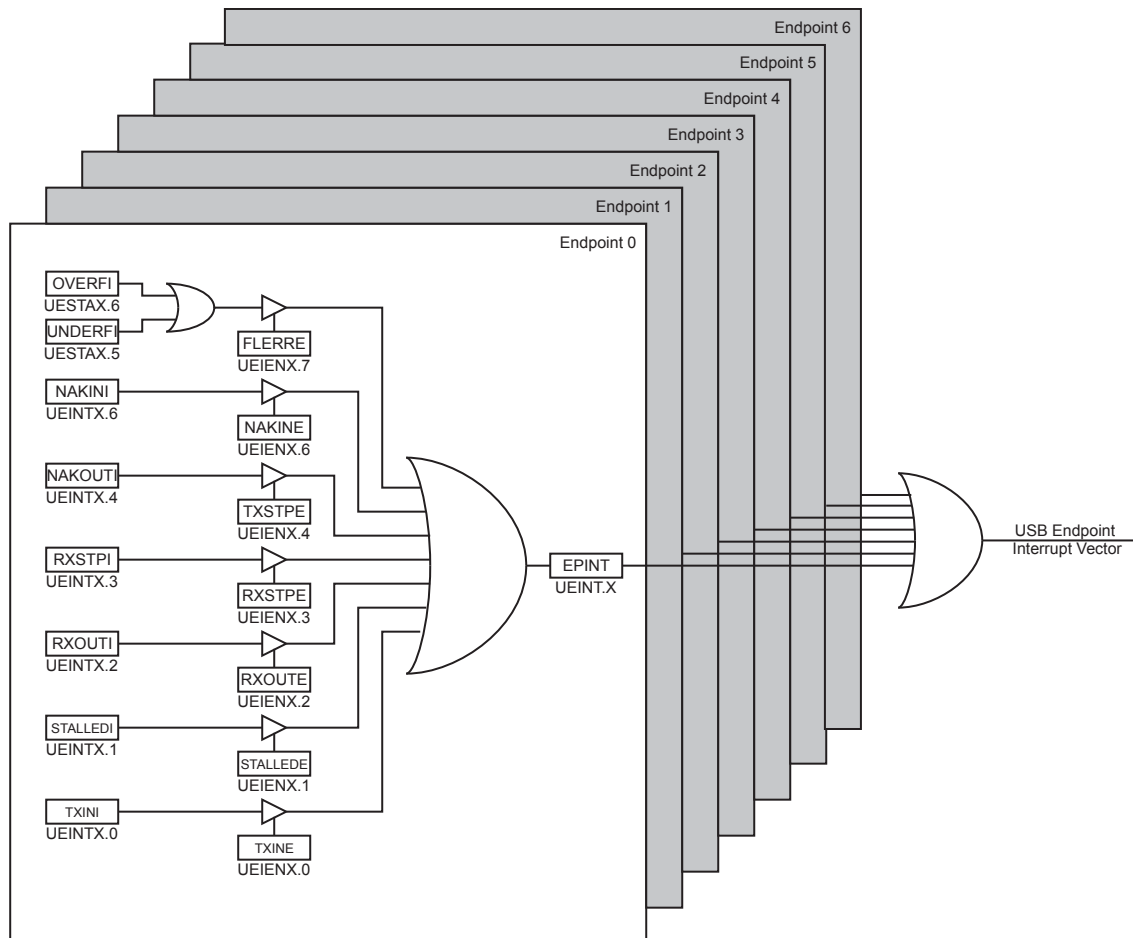 Endpoint 6
Endpoint 5
Endpoint 4
Endpoint 3
Endpoint 2
Endpoint 1
Endpoint 0
OVERFI
UESTAX.6
UNDERFI
UESTAX.5
FLERRE
UEIENX.7
NAKINI
UEINTX.6
NAKINE
UEIENX.6
NAKOUTI
UEINTX.4
TXSTPE
UEIENX.4
RXSTPI
UEINTX.3
RXSTPE
UEIENX.3
RXOUTI
UEINTX.2
RXOUTE
UEIENX.2
STALLEDI
UEINTX.1
STALLEDE
UEIENX.1
TXINI
UEINTX.0
TXINE
UEIENX.0
EPINT
UEINT.X
USB Endpoint
Interrupt Vector